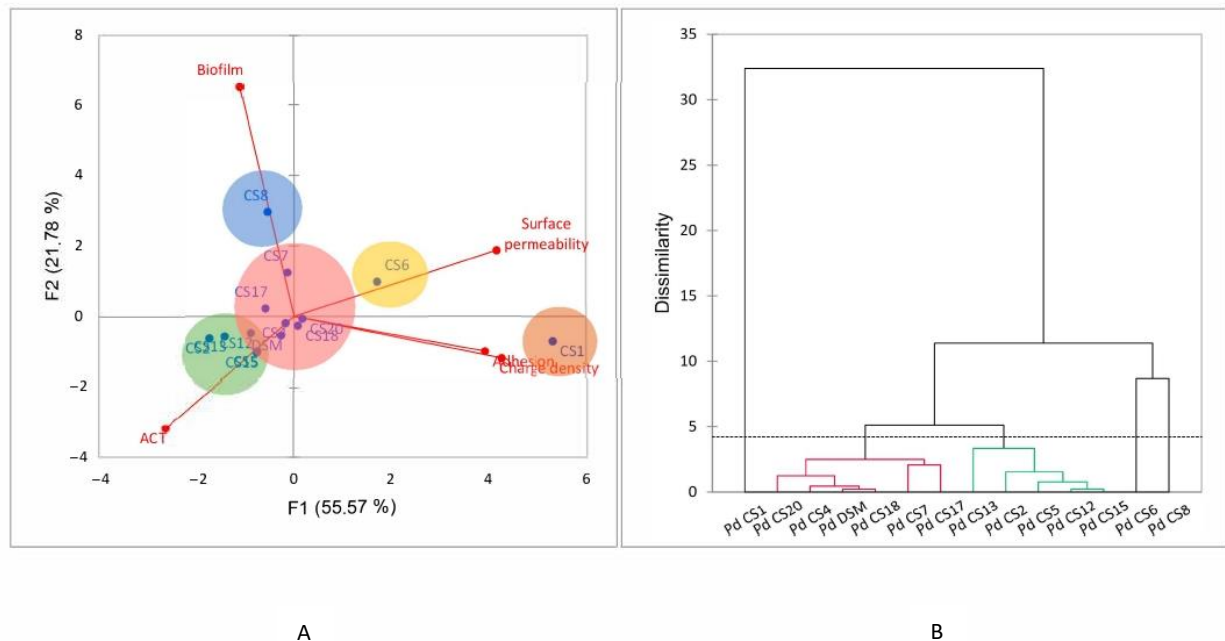 8
6
4
2
0
−2
−4
F2 (21.78 %)
−4
−2
0
2
4
6
F1 (55.57 %)
Biofilm
CS8
Surface
permeability
CS7
CS6
CS17
CS20
CS18
DSM
CS12
CS15
CS1
Adhesion
Charge density
ACT
35
30
25
20
15
10
5
0
Dissimilarity
Pd CS1
Pd CS20
Pd CS4
Pd DSM
Pd CS18
Pd CS7
Pd CS17
Pd CS13
Pd CS2
Pd CS5
Pd CS12
Pd CS15
Pd CS6
Pd CS8
A
B